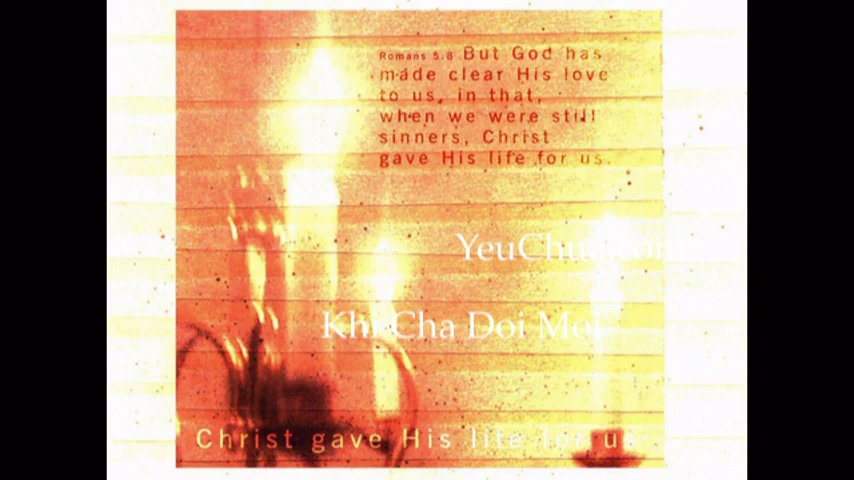 Romans 5.8 But God has
made clear His love
to us, in that,
when we were still
sinners, Christ
gave His life for us.
YeuChua.com
Khi Cha Doi Moi
Christ gave His life for us